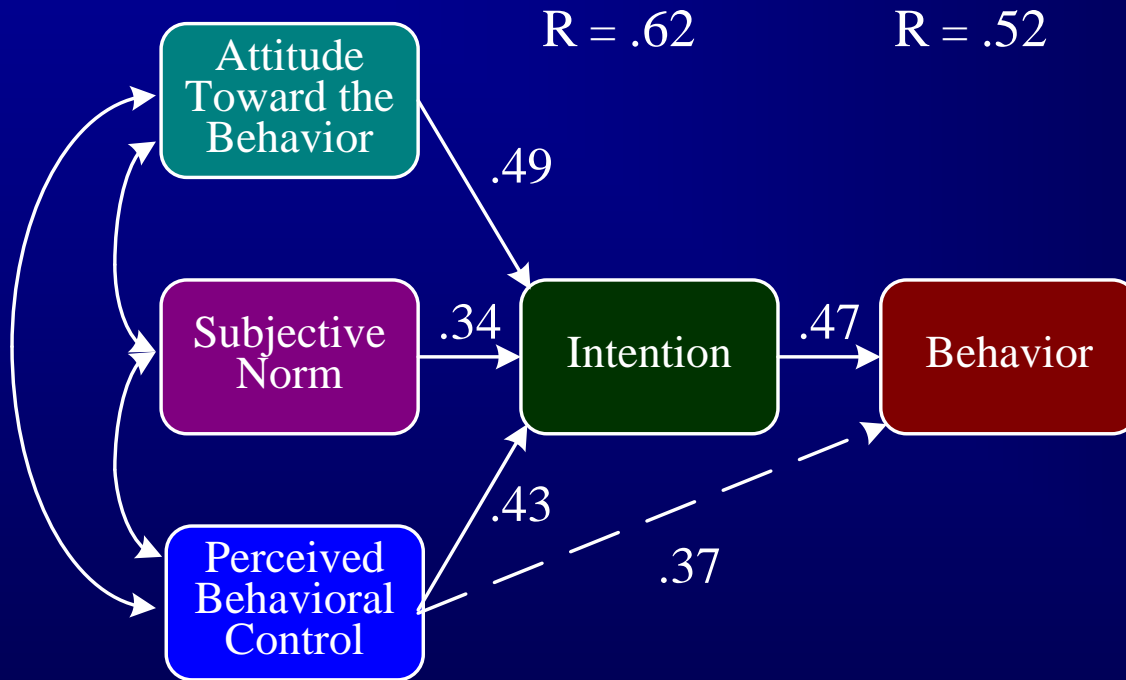 R = .62
R = .52
Attitude
Toward the
Behavior
.49
Subjective
Norm
.34
Intention
.47
Behavior
.43
.37
Perceived
Behavioral
Control